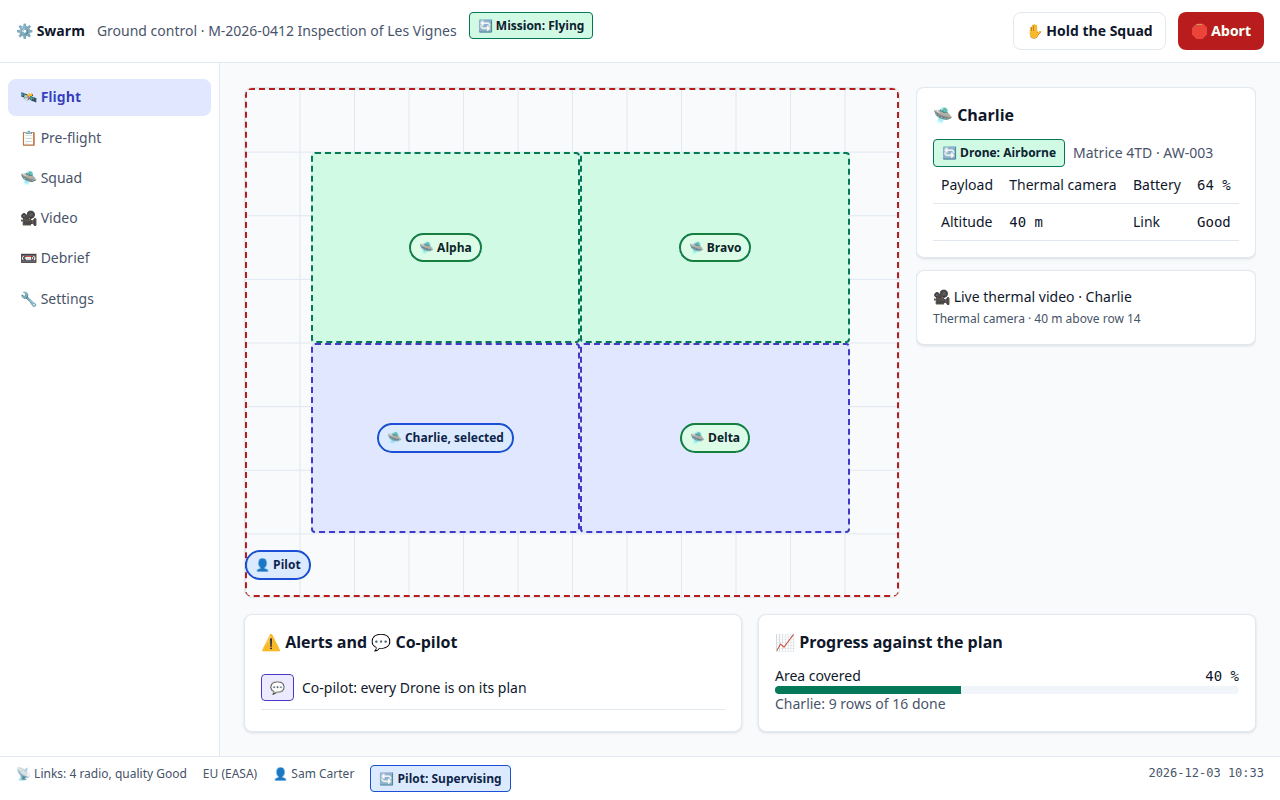 Swarm Ground control · M-2026-0412 Inspection of Les Vignes Mission: Flying Hold the Squad Abort
Flight
Pre-flight
Squad
Video
Debrief
Settings
Alpha
Bravo
Charlie, selected
Delta
Pilot
Charlie
Drone: Airborne Matrice 4TD · AW-003
Payload Thermal camera Battery 64 %
Altitude 40 m Link Good
Live thermal video · Charlie
Thermal camera · 40 m above row 14
Alerts and Co-pilot
Co-pilot: every Drone is on its plan
Progress against the plan
Area covered 40 %
Charlie: 9 rows of 16 done
Links: 4 radio, quality Good EU (EASA) Sam Carter Pilot: Supervising 2026-12-03 10:33